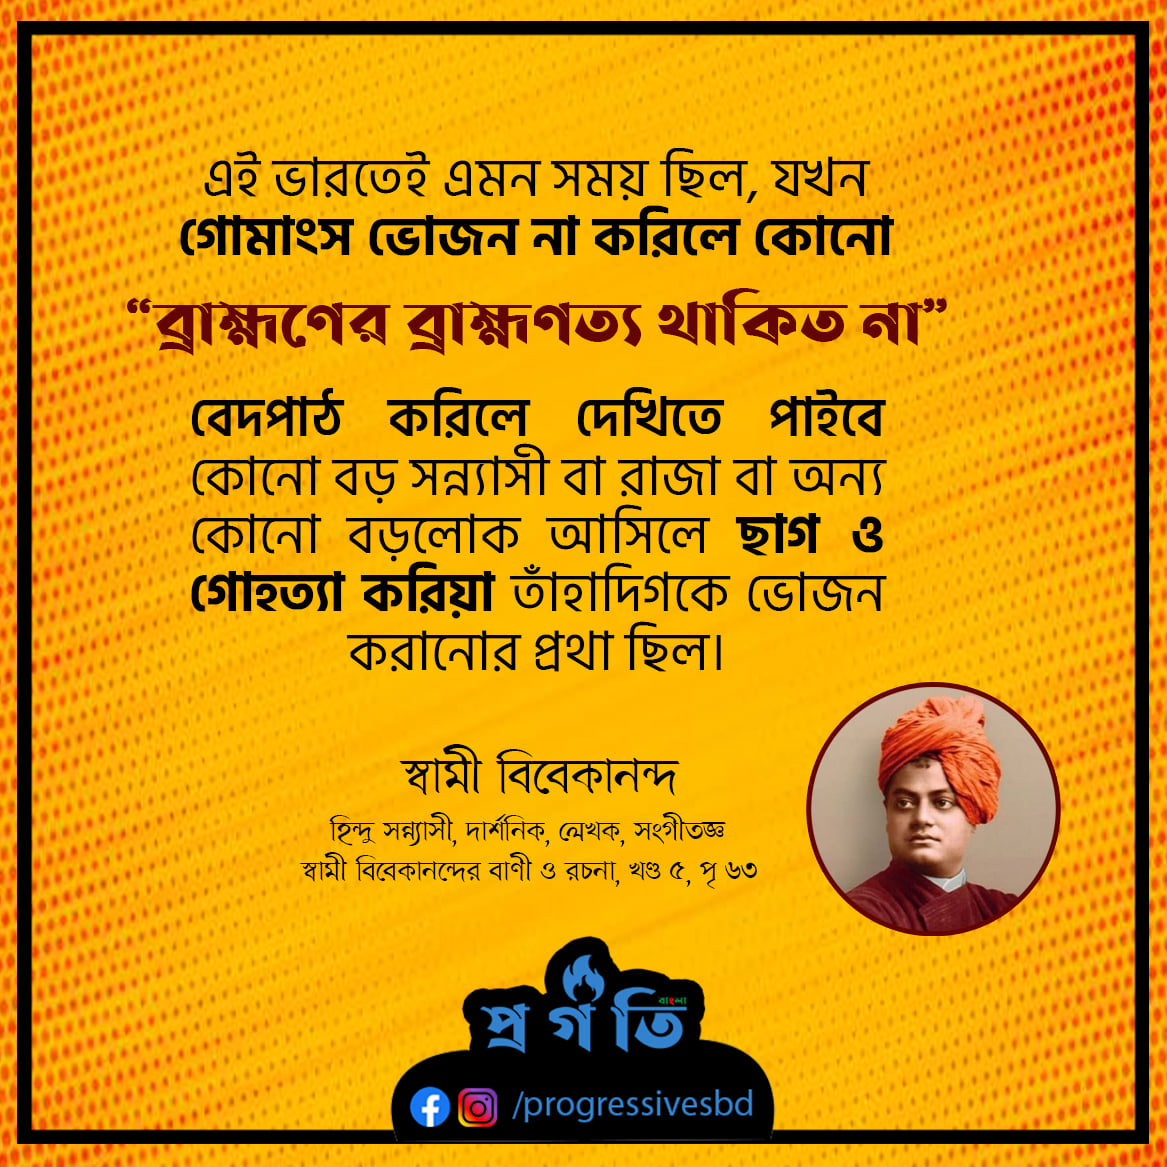 এই ভারতেই এমন সময় ছিল, যখন
গোমাংস ভোজন না করিলে কোনো
“ব্রাহ্মণের ব্রাহ্মণত্য থাকিত না”
বেদপাঠ করিলে দেখিতে পাইবে
কোনো বড় সন্ন্যাসী বা রাজা বা অন্য
কোনো বড়লোক আসিলে ছাগ ও
গোহত্যা করিয়া তাঁহাদিগকে ভোজন
করানোর প্রথা ছিল।
স্বামী বিবেকানন্দ
হিন্দু সন্ন্যাসী, দার্শনিক, লেখক, সংগীতজ্ঞ
স্বামী বিবেকানন্দের বাণী ও রচনা, খণ্ড ৫, পৃ ৬৩
বাংলা
প্রগতি
/progressivesbd